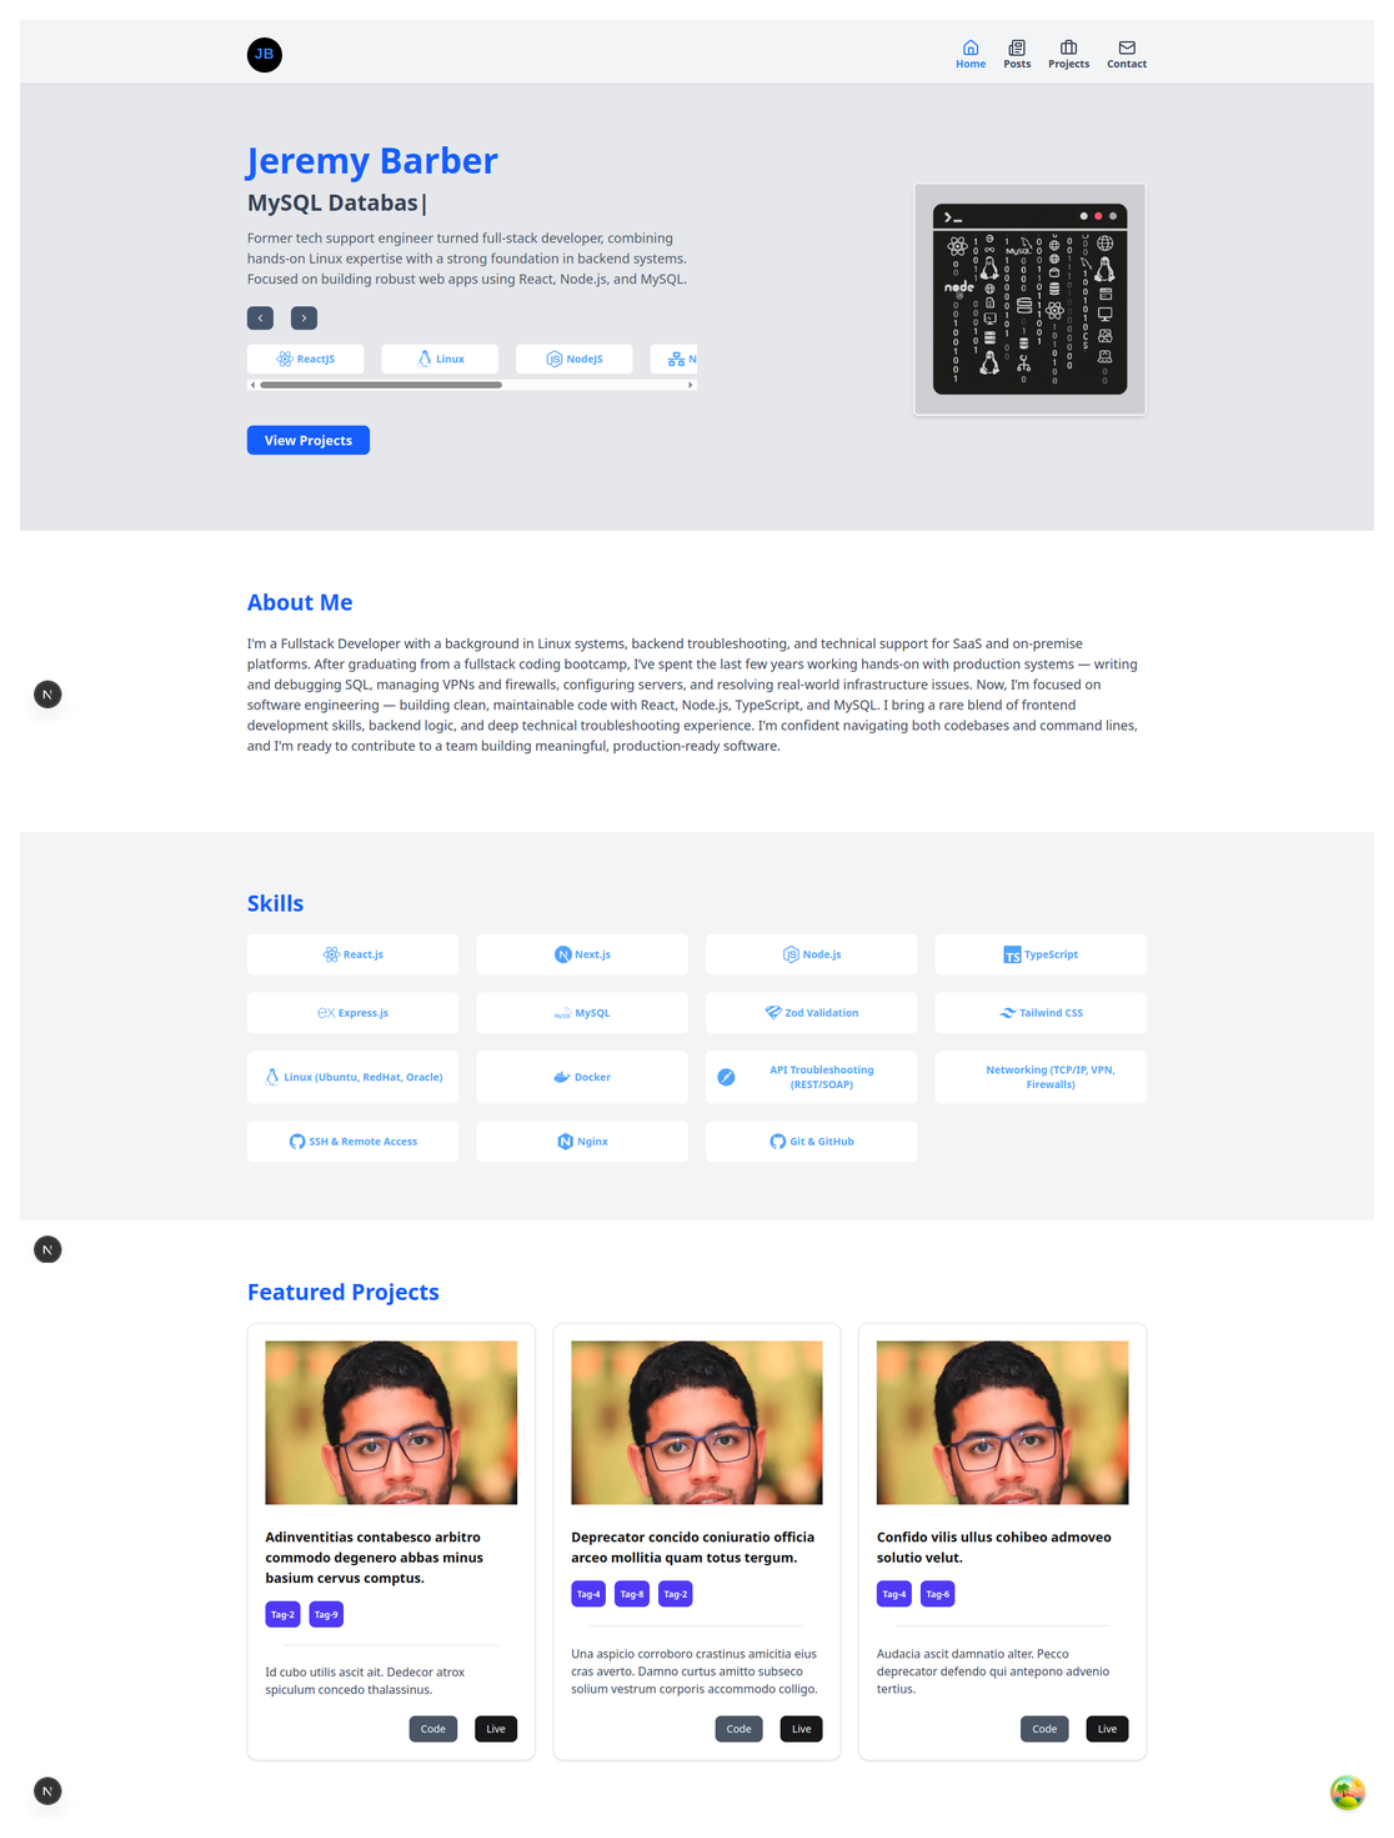 JB
Home Posts Projects Contact
Jeremy Barber
MySQL Databas|
Former tech support engineer turned full-stack developer, combining
hands-on Linux expertise with a strong foundation in backend systems.
Focused on building robust web apps using React, Node.js, and MySQL.
ReactJS Linux NodeJS N
View Projects
MySQL
node
About Me
I'm a Fullstack Developer with a background in Linux systems, backend troubleshooting, and technical support for SaaS and on-premise
platforms. After graduating from a fullstack coding bootcamp, I've spent the last few years working hands-on with production systems — writing
and debugging SQL, managing VPNs and firewalls, configuring servers, and resolving real-world infrastructure issues. Now, I'm focused on
software engineering — building clean, maintainable code with React, Node.js, TypeScript, and MySQL. I bring a rare blend of frontend
development skills, backend logic, and deep technical troubleshooting experience. I'm confident navigating both codebases and command lines,
and I'm ready to contribute to a team building meaningful, production-ready software.
N
Skills
React.js
N Next.js
JS Node.js
TS TypeScript
ex Express.js
MySQL MySQL
Zod Validation
Tailwind CSS
Linux (Ubuntu, RedHat, Oracle)
Docker
API Troubleshooting
(REST/SOAP)
Networking (TCP/IP, VPN,
Firewalls)
SSH & Remote Access
N Nginx
Git & GitHub
N
Featured Projects
Adinventitias contabesco arbitro
commodo degenero abbas minus
basium cervus comptus.
Tag-2 Tag-9
Id cubo utilis ascit ait. Dedecor atrox
spiculum concedo thalassinus.
Code Live
Deprecator concido coniuratio officia
arceo mollitia quam totus tergum.
Tag-4 Tag-8 Tag-2
Una aspicio corroboro crastinus amicitia eius
cras averto. Damno curtus amitto subseco
solium vestrum corporis accommodo colligo.
Code Live
Confido vilis ullus cohibeo admoveo
solutio velut.
Tag-4 Tag-6
Audacia ascit damnatio alter. Pecco
deprecator defendo qui antepono advenio
tertius.
Code Live
N